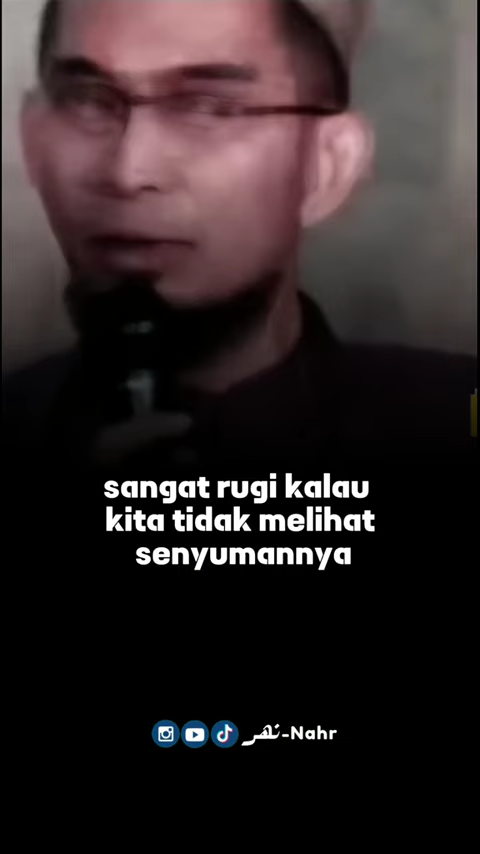 sangat rugi kalau
kita tidak melihat
senyumannya
نهر-Nahr